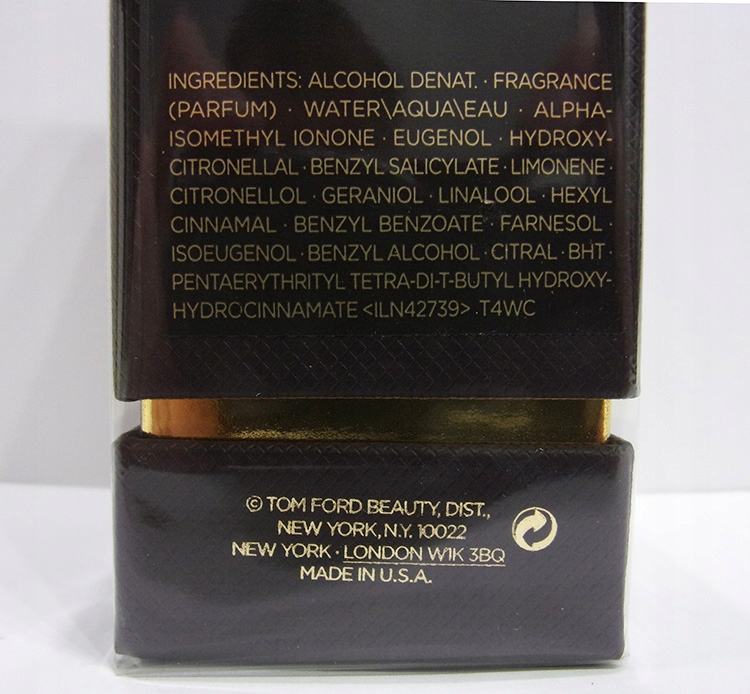 INGREDIENTS: ALCOHOL DENAT. · FRAGRANCE
(PARFUM) · WATER\AQUA\EAU · ALPHA-
ISOMETHYL IONONE · EUGENOL · HYDROXY-
CITRONELLAL · BENZYL SALICYLATE · LIMONENE ·
CITRONELLOL · GERANIOL · LINALOOL · HEXYL
CINNAMAL · BENZYL BENZOATE · FARNESOL ·
ISOEUGENOL · BENZYL ALCOHOL · CITRAL · BHT ·
PENTAERYTHRITYL TETRA-DI-T-BUTYL HYDROXY-
HYDROCINNAMATE <ILN42739> T4WC
© TOM FORD BEAUTY, DIST.,
NEW YORK, N.Y. 10022
NEW YORK · LONDON W1K 3BQ
MADE IN U.S.A.